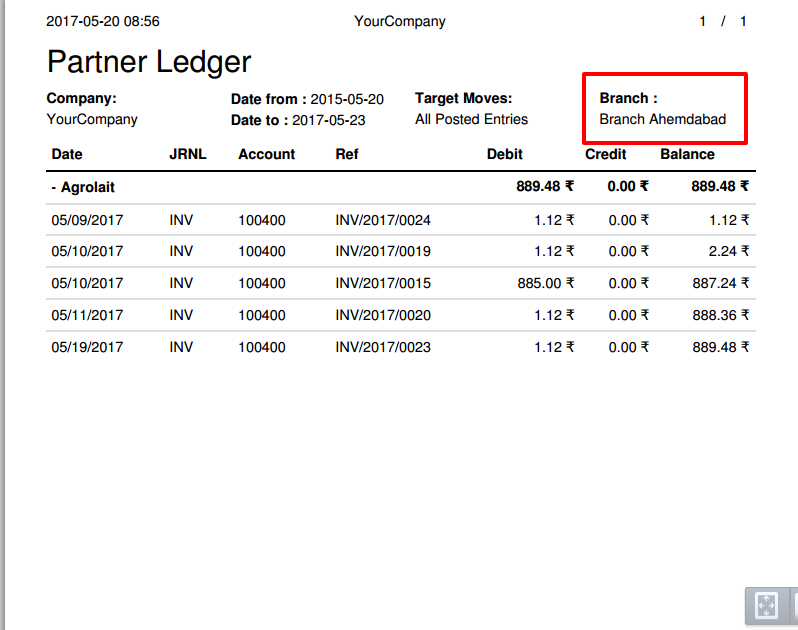 2017-05-20 08:56 YourCompany 1 / 1
Partner Ledger
Company: Date from : 2015-05-20 Target Moves: Branch :
YourCompany Date to : 2017-05-23 All Posted Entries Branch Ahemdabad
Date JRNL Account Ref Debit Credit Balance
- Agrolait 889.48 ₹ 0.00 ₹ 889.48 ₹
05/09/2017 INV 100400 INV/2017/0024 1.12 ₹ 0.00 ₹ 1.12 ₹
05/10/2017 INV 100400 INV/2017/0019 1.12 ₹ 0.00 ₹ 2.24 ₹
05/10/2017 INV 100400 INV/2017/0015 885.00 ₹ 0.00 ₹ 887.24 ₹
05/11/2017 INV 100400 INV/2017/0020 1.12 ₹ 0.00 ₹ 888.36 ₹
05/19/2017 INV 100400 INV/2017/0023 1.12 ₹ 0.00 ₹ 889.48 ₹